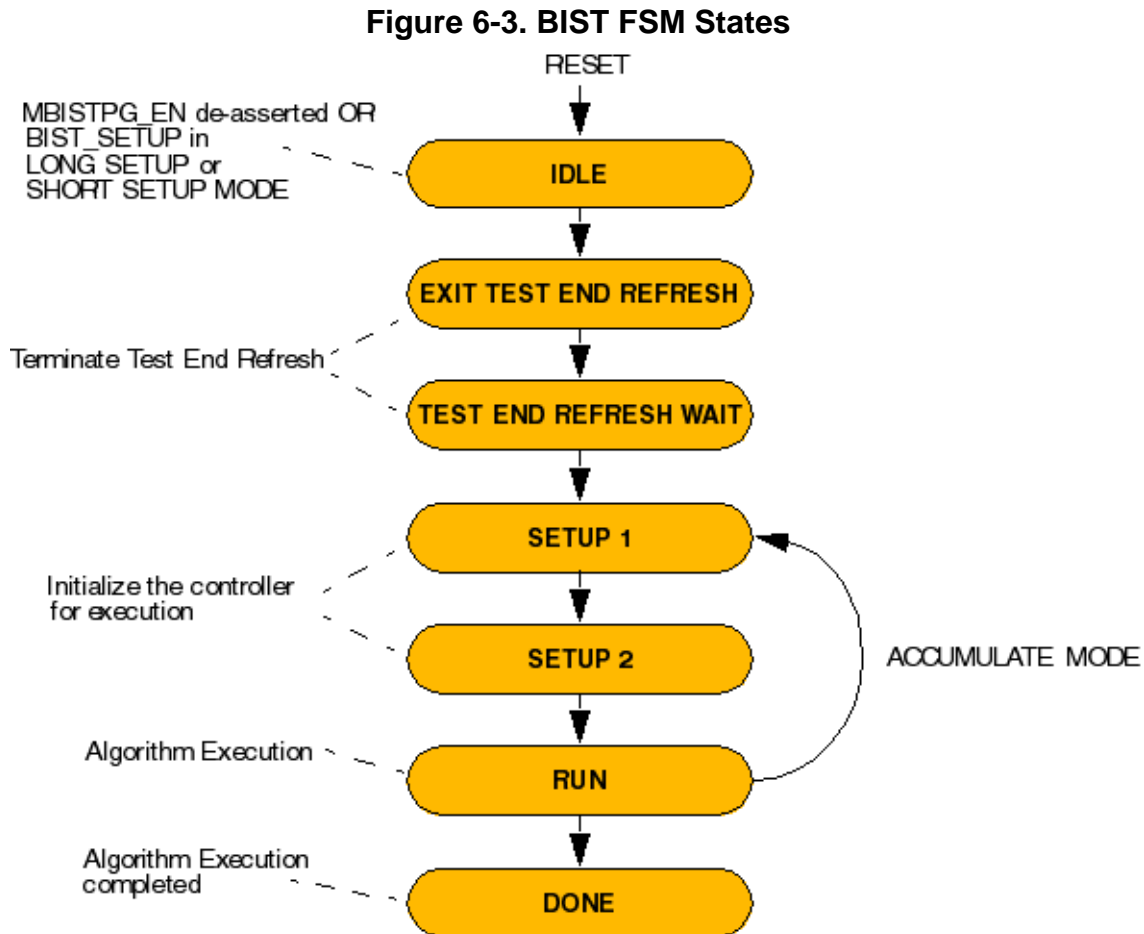 Figure 6-3. BIST FSM States
RESET
MBISTPG_EN de-asserted OR
BIST_SETUP in
LONG SETUP or
SHORT SETUP MODE
IDLE
EXIT TEST END REFRESH
Terminate Test End Refresh
TEST END REFRESH WAIT
SETUP 1
Initialize the controller
for execution
SETUP 2
ACCUMULATE MODE
Algorithm Execution
RUN
Algorithm Execution
completed
DONE